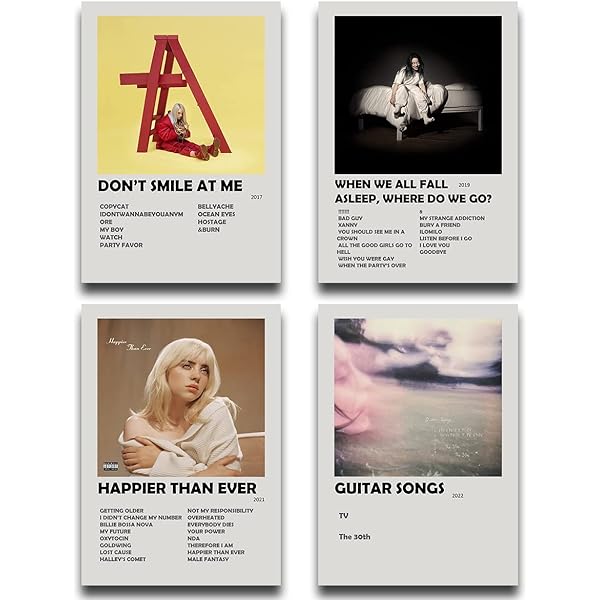 DON'T SMILE AT ME
2017
COPYCAT
IDONTWANNABEYOUANYM
ORE
MY BOY
WATCH
PARTY FAVOR
BELLYACHE
OCEAN EYES
HOSTAGE
&BURN
WHEN WE ALL FALL
ASLEEP, WHERE DO WE GO?
2019
!!!!!!!
BAD GUY
XANNY
YOU SHOULD SEE ME IN A
CROWN
ALL THE GOOD GIRLS GO TO
HELL
WISH YOU WERE GAY
WHEN THE PARTY'S OVER
8
MY STRANGE ADDICTION
BURY A FRIEND
ILOMILO
LISTEN BEFORE I GO
I LOVE YOU
GOODBYE
Happier
Than Ever
HAPPIER THAN EVER
2021
GETTING OLDER
I DIDN'T CHANGE MY NUMBER
BILLIE BOSSA NOVA
MY FUTURE
OXYTOCIN
GOLDWING
LOST CAUSE
HALLEY'S COMET
NOT MY RESPONSIBILITY
OVERHEATED
EVERYBODY DIES
YOUR POWER
NDA
THEREFORE I AM
HAPPIER THAN EVER
MALE FANTASY
GUITAR SONGS
2022
TV
The 30th